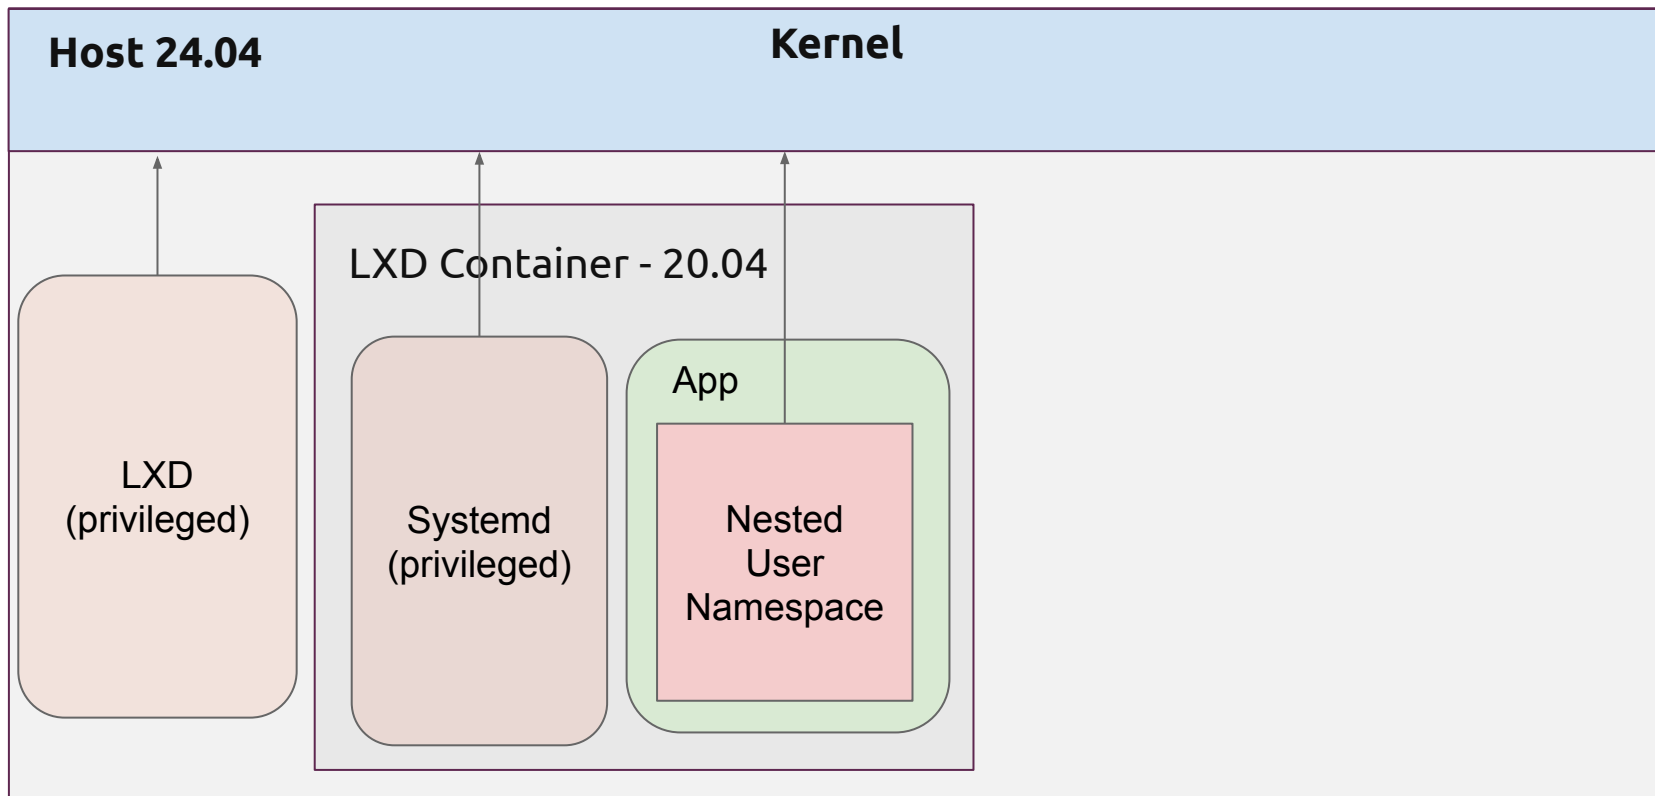 Host 24.04
Kernel
LXD Container - 20.04
LXD
(privileged)
Systemd
(privileged)
App
Nested
User
Namespace